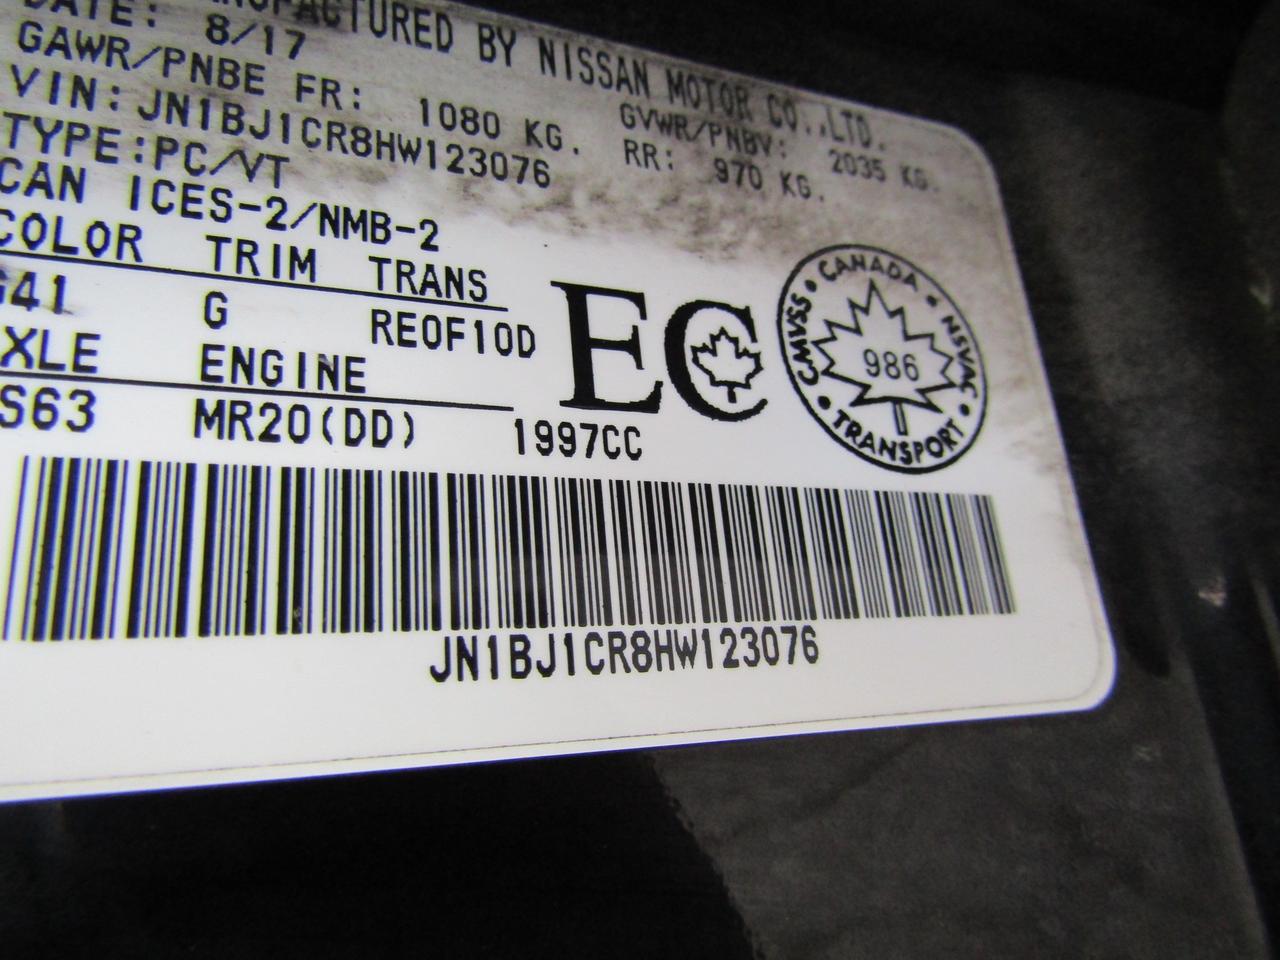 MANUFACTURED BY NISSAN MOTOR CO.,LTD.
DATE: 8/17 GVWR/PNBV: 2035 KG.
GAWR/PNBE FR: 1080 KG. RR: 970 KG.
VIN: JN1BJ1CR8HW123076
TYPE:PC/VT
CAN ICES-2/NMB-2
COLOR TRIM TRANS
G41 G RE0F10D
AXLE ENGINE
S63 MR20(DD) 1997CC
EC
CANADA • NSVAC • TRANSPORT • CMVSS •
986
JN1BJ1CR8HW123076